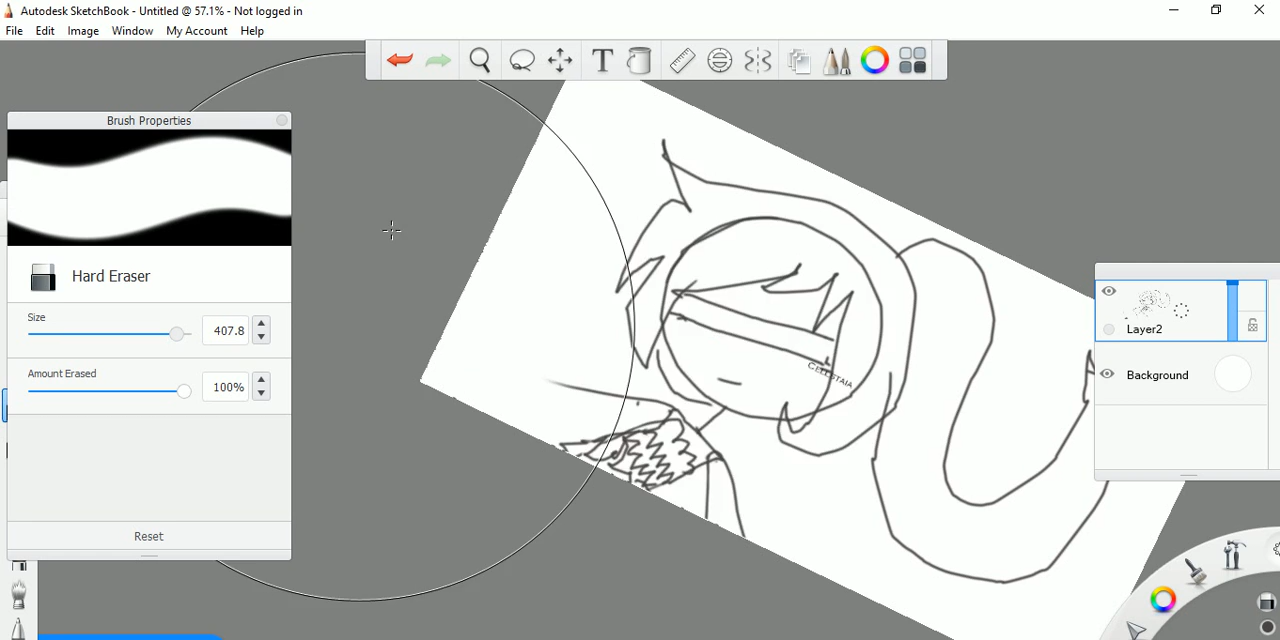 Autodesk SketchBook - Untitled @ 57.1% - Not logged in
File Edit Image Window My Account Help
T
Brush Properties
Hard Eraser
Size
407.8
Amount Erased
100%
Reset
Celestaia
Layer2
Background